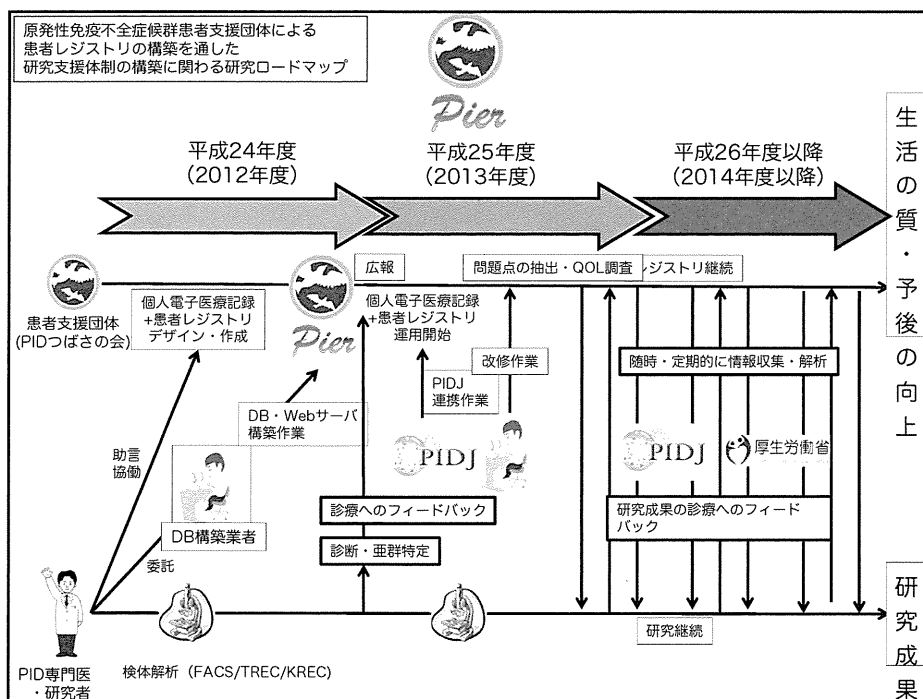 原発性免疫不全症候群患者支援団体による
患者レジストリの構築を通した
研究支援体制の構築に関わる研究ロードマップ
Pier
平成24年度
(2012年度)
平成25年度
(2013年度)
平成26年度以降
(2014年度以降)
生活の質・予後の向上
広報
問題点の抽出・QOL調査
レジストリ継続
患者支援団体
(PIDつばさの会)
個人電子医療記録
+患者レジストリ
デザイン・作成
Pier
個人電子医療記録
+患者レジストリ
運用開始
改修作業
随時・定期的に情報収集・解析
PIDJ
連携作業
DB・Webサーバ
構築作業
助言
協働
PIDJ
PIDJ
厚生労働省
診療へのフィードバック
研究成果の診療へのフィード
バック
DB構築業者
診断・亜群特定
委託
研究成果
研究継続
PID専門医
・研究者
検体解析(FACS/TREC/KREC)